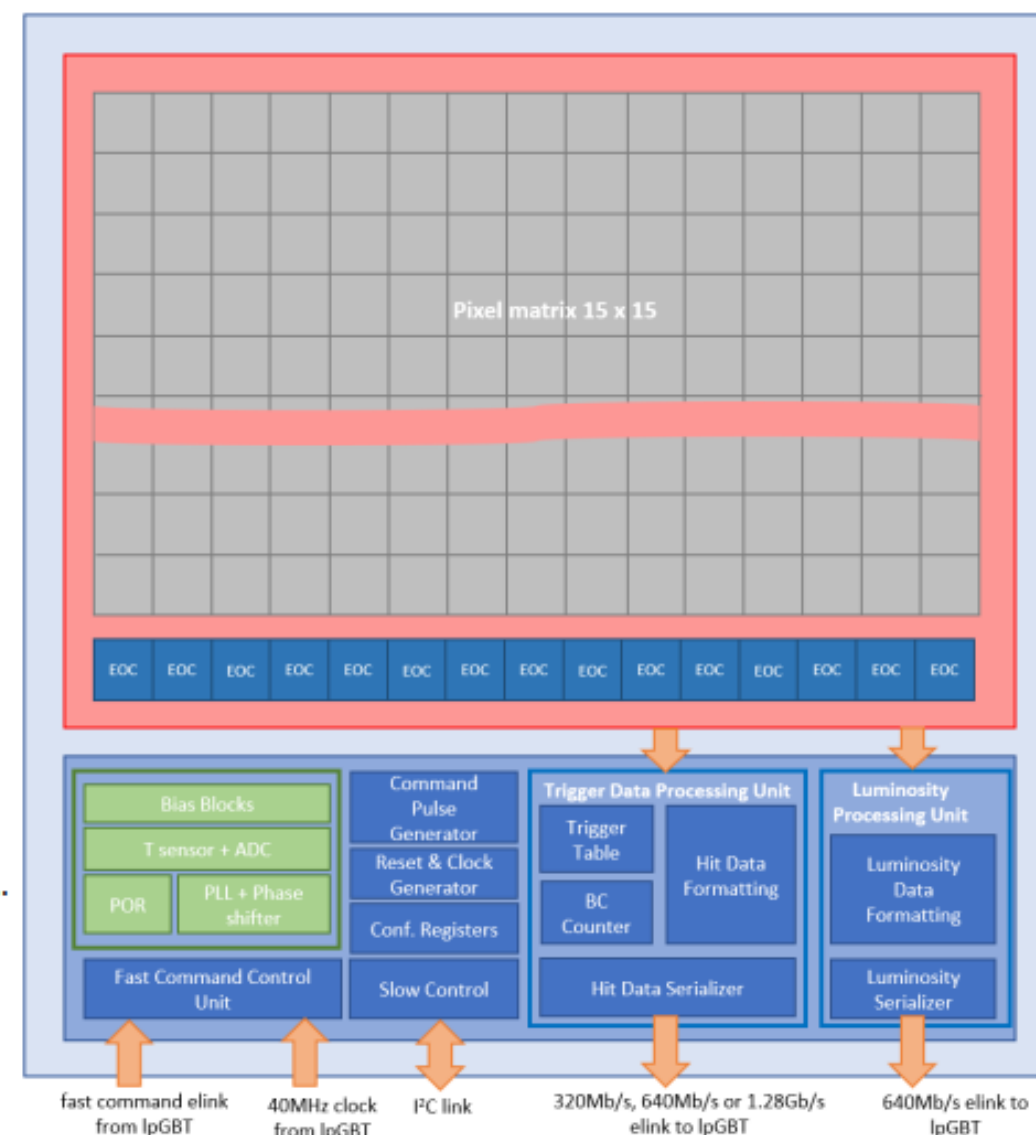 Pixel matrix 15 x 15
EOC EOC EOC EOC EOC EOC EOC EOC EOC EOC EOC EOC EOC EOC EOC
Bias Blocks
T sensor + ADC
POR
PLL + Phase
shifter
Fast Command Control
Unit
Command
Pulse
Generator
Reset & Clock
Generator
Conf. Registers
Slow Control
Trigger Data Processing Unit
Trigger
Table
BC
Counter
Hit Data
Formatting
Hit Data Serializer
Luminosity
Processing Unit
Luminosity
Data
Formatting
Luminosity
Serializer
fast command elink
from lpGBT
40MHz clock
from lpGBT
I²C link
320Mb/s, 640Mb/s or 1.28Gb/s
elink to lpGBT
640Mb/s elink to
lpGBT